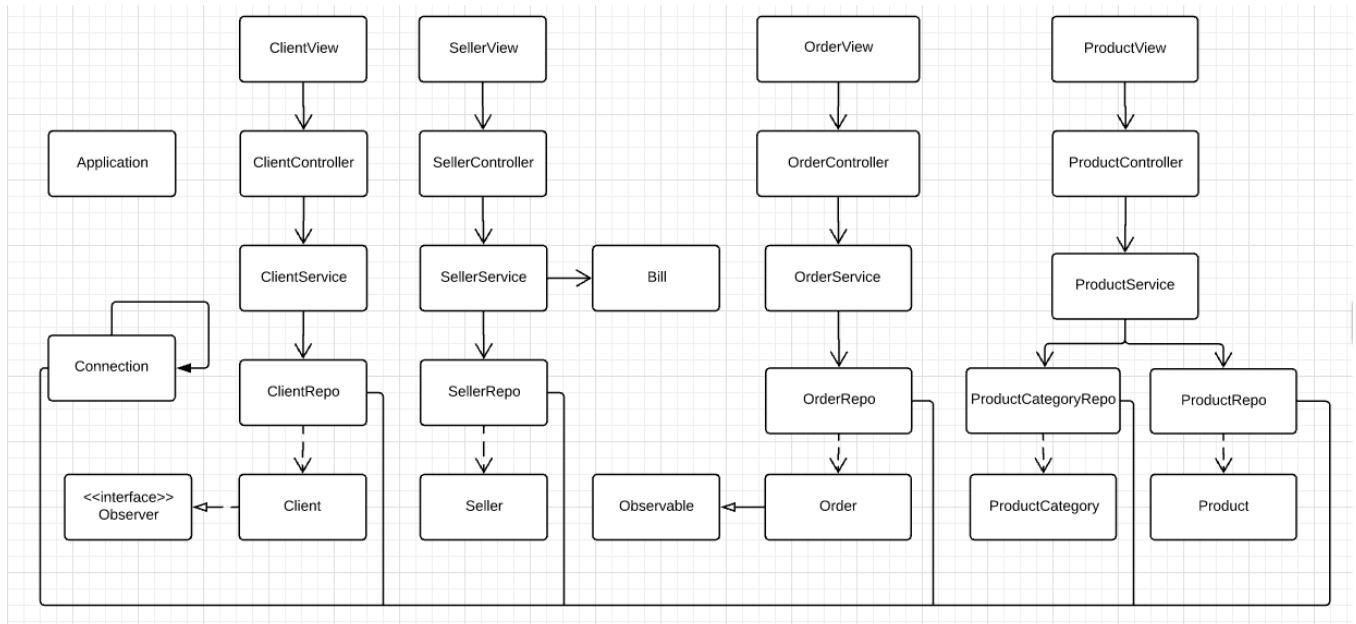 ClientView
SellerView
OrderView
ProductView
Application
ClientController
SellerController
OrderController
ProductController
ClientService
SellerService
Bill
OrderService
ProductService
Connection
ClientRepo
SellerRepo
OrderRepo
ProductCategoryRepo
ProductRepo
<<interface>>
Observer
Client
Seller
Observable
Order
ProductCategory
Product